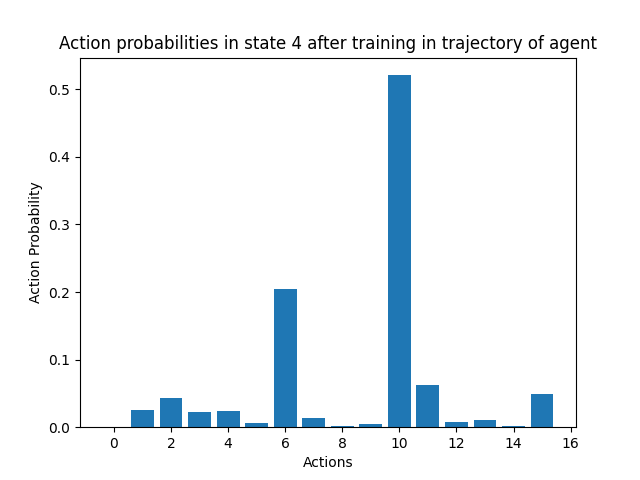 Action probabilities in state 4 after training in trajectory of agent
0.5
0.4
0.3
0.2
0.1
0.0
Action Probability
0 2 4 6 8 10 12 14 16
Actions